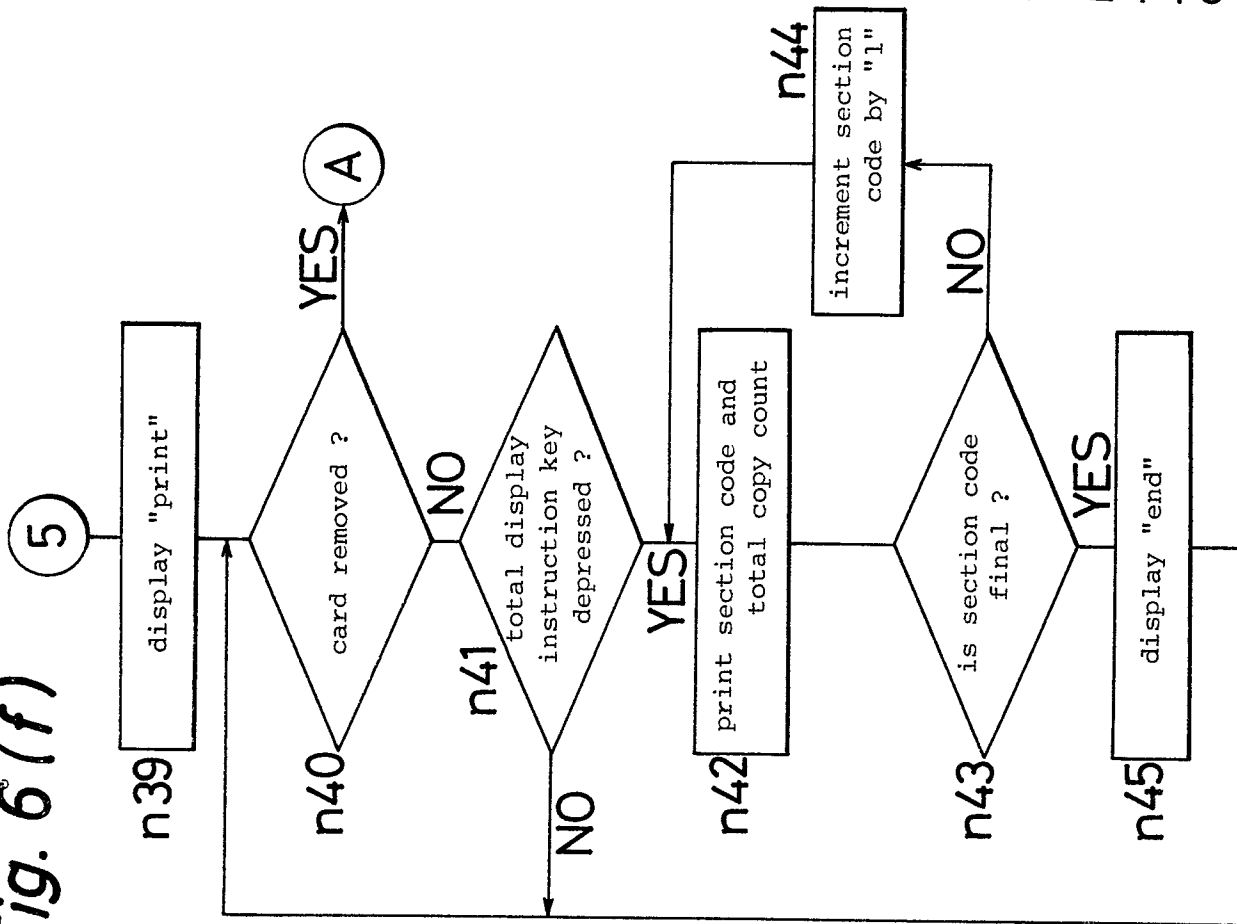 ig. 6 (f)
5
n39
display "print"
n40
card removed ?
YES
A
NO
n41
total display
instruction key
depressed ?
NO
YES
n42
print section code and
total copy count
n44
increment section
code by "1"
n43
is section code
final ?
NO
YES
n45
display "end"